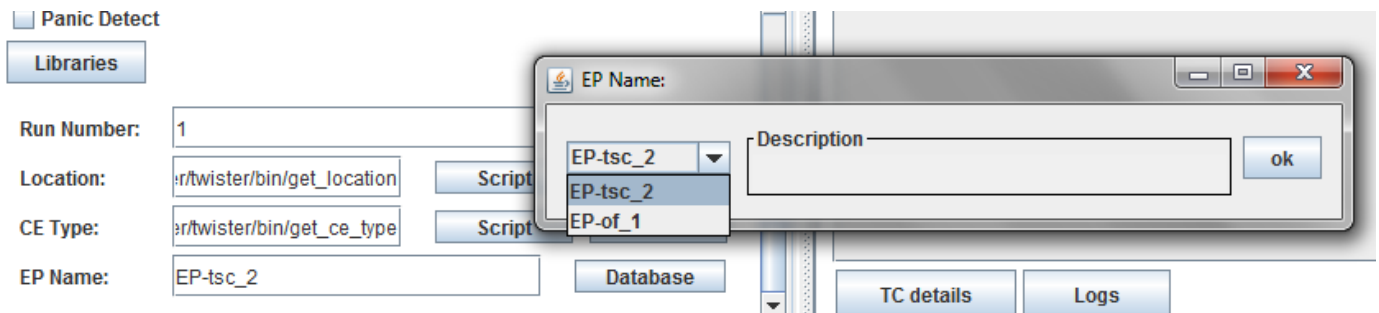 Panic Detect
Libraries
EP Name:
Run Number:
1
Location:
r/twister/bin/get_location
Script
CE Type:
er/twister/bin/get_ce_type
Script
EP Name:
EP-tsc_2
Database
EP-tsc_2
EP-tsc_2
EP-of_1
Description
ok
TC details
Logs